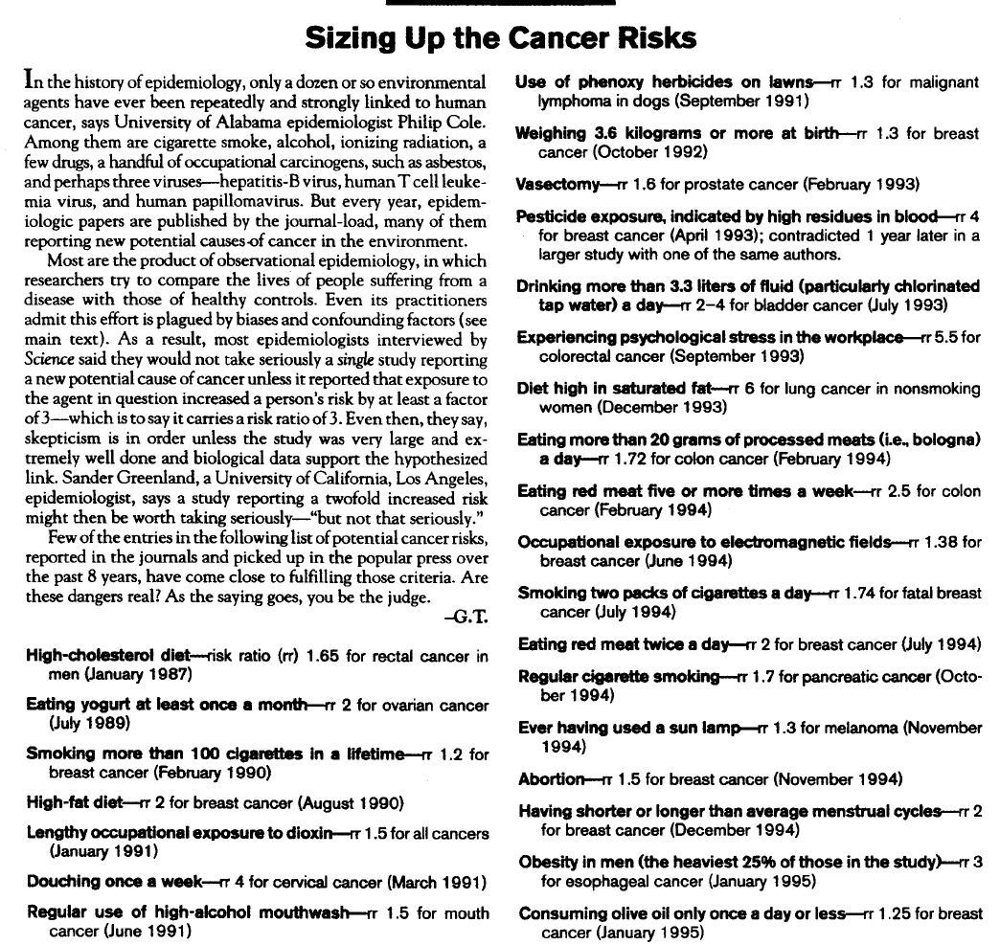 Sizing Up the Cancer Risks
In the history of epidemiology, only a dozen or so environmental
agents have ever been repeatedly and strongly linked to human
cancer, says University of Alabama epidemiologist Philip Cole.
Among them are cigarette smoke, alcohol, ionizing radiation, a
few drugs, a handful of occupational carcinogens, such as asbestos,
and perhaps three viruses—hepatitis-B virus, human T cell leuke-
mia virus, and human papillomavirus. But every year, epidem-
iologic papers are published by the journal-load, many of them
reporting new potential causes of cancer in the environment.
Most are the product of observational epidemiology, in which
researchers try to compare the lives of people suffering from a
disease with those of healthy controls. Even its practitioners
admit this effort is plagued by biases and confounding factors (see
main text). As a result, most epidemiologists interviewed by
Science said they would not take seriously a single study reporting
a new potential cause of cancer unless it reported that exposure to
the agent in question increased a person's risk by at least a factor
of 3—which is to say it carries a risk ratio of 3. Even then, they say,
skepticism is in order unless the study was very large and ex-
tremely well done and biological data support the hypothesized
link. Sander Greenland, a University of California, Los Angeles,
epidemiologist, says a study reporting a twofold increased risk
might then be worth taking seriously—"but not that seriously."
Few of the entries in the following list of potential cancer risks,
reported in the journals and picked up in the popular press over
the past 8 years, have come close to fulfilling those criteria. Are
these dangers real? As the saying goes, you be the judge.
–G.T.
High-cholesterol diet—risk ratio (rr) 1.65 for rectal cancer in
men (January 1987)
Eating yogurt at least once a month—rr 2 for ovarian cancer
(July 1989)
Smoking more than 100 cigarettes in a lifetime—rr 1.2 for
breast cancer (February 1990)
High-fat diet—rr 2 for breast cancer (August 1990)
Lengthy occupational exposure to dioxin—rr 1.5 for all cancers
(January 1991)
Douching once a week—rr 4 for cervical cancer (March 1991)
Regular use of high-alcohol mouthwash—rr 1.5 for mouth
cancer (June 1991)
Use of phenoxy herbicides on lawns—rr 1.3 for malignant
lymphoma in dogs (September 1991)
Weighing 3.6 kilograms or more at birth—rr 1.3 for breast
cancer (October 1992)
Vasectomy—rr 1.6 for prostate cancer (February 1993)
Pesticide exposure, indicated by high residues in blood—rr 4
for breast cancer (April 1993); contradicted 1 year later in a
larger study with one of the same authors.
Drinking more than 3.3 liters of fluid (particularly chlorinated
tap water) a day—rr 2–4 for bladder cancer (July 1993)
Experiencing psychological stress in the workplace—rr 5.5 for
colorectal cancer (September 1993)
Diet high in saturated fat—rr 6 for lung cancer in nonsmoking
women (December 1993)
Eating more than 20 grams of processed meats (i.e., bologna)
a day—rr 1.72 for colon cancer (February 1994)
Eating red meat five or more times a week—rr 2.5 for colon
cancer (February 1994)
Occupational exposure to electromagnetic fields—rr 1.38 for
breast cancer (June 1994)
Smoking two packs of cigarettes a day—rr 1.74 for fatal breast
cancer (July 1994)
Eating red meat twice a day—rr 2 for breast cancer (July 1994)
Regular cigarette smoking—rr 1.7 for pancreatic cancer (Octo-
ber 1994)
Ever having used a sun lamp—rr 1.3 for melanoma (November
1994)
Abortion—rr 1.5 for breast cancer (November 1994)
Having shorter or longer than average menstrual cycles—rr 2
for breast cancer (December 1994)
Obesity in men (the heaviest 25% of those in the study)—rr 3
for esophageal cancer (January 1995)
Consuming olive oil only once a day or less—rr 1.25 for breast
cancer (January 1995)